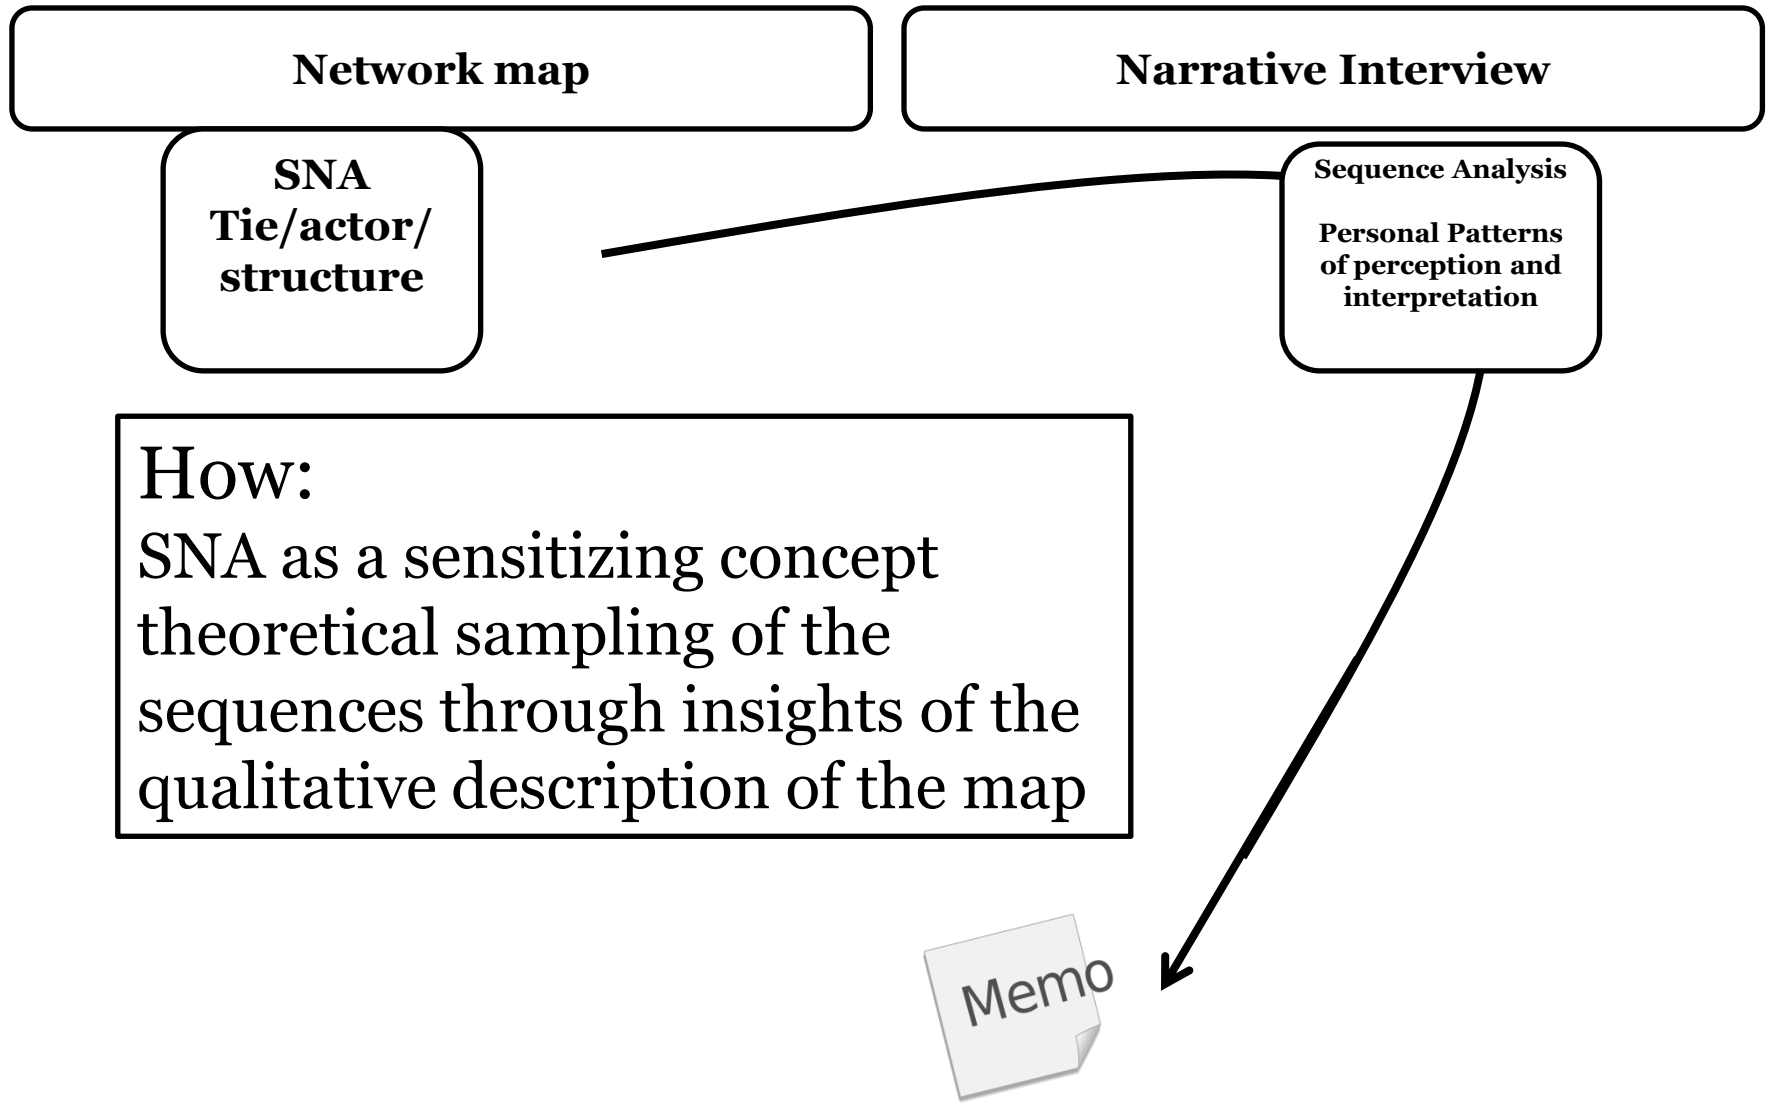 Network map
Narrative Interview
SNA
Tie/actor/
structure
Sequence Analysis
Personal Patterns
of perception and
interpretation
How:
SNA as a sensitizing concept
theoretical sampling of the
sequences through insights of the
qualitative description of the map
Memo